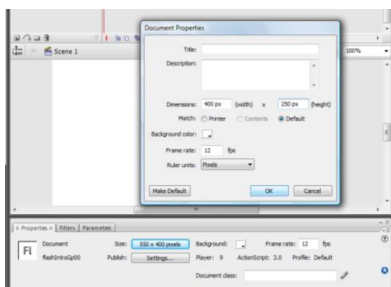 Document Properties
Scene 1
100%
Title:
Description:
Dimensions: 400 px (width) x 250 px (height)
Match: Printer Contents Default
Background color:
Frame rate: 12 fps
Ruler units: Pixels
Make Default OK Cancel
Properties x Filters Parameters
Fl
Document Size: 550 x 400 pixels Background: Frame rate: 12 fps
flashIntroGp00 Publish: Settings... Player: 9 ActionScript: 3.0 Profile: Default
Document class: